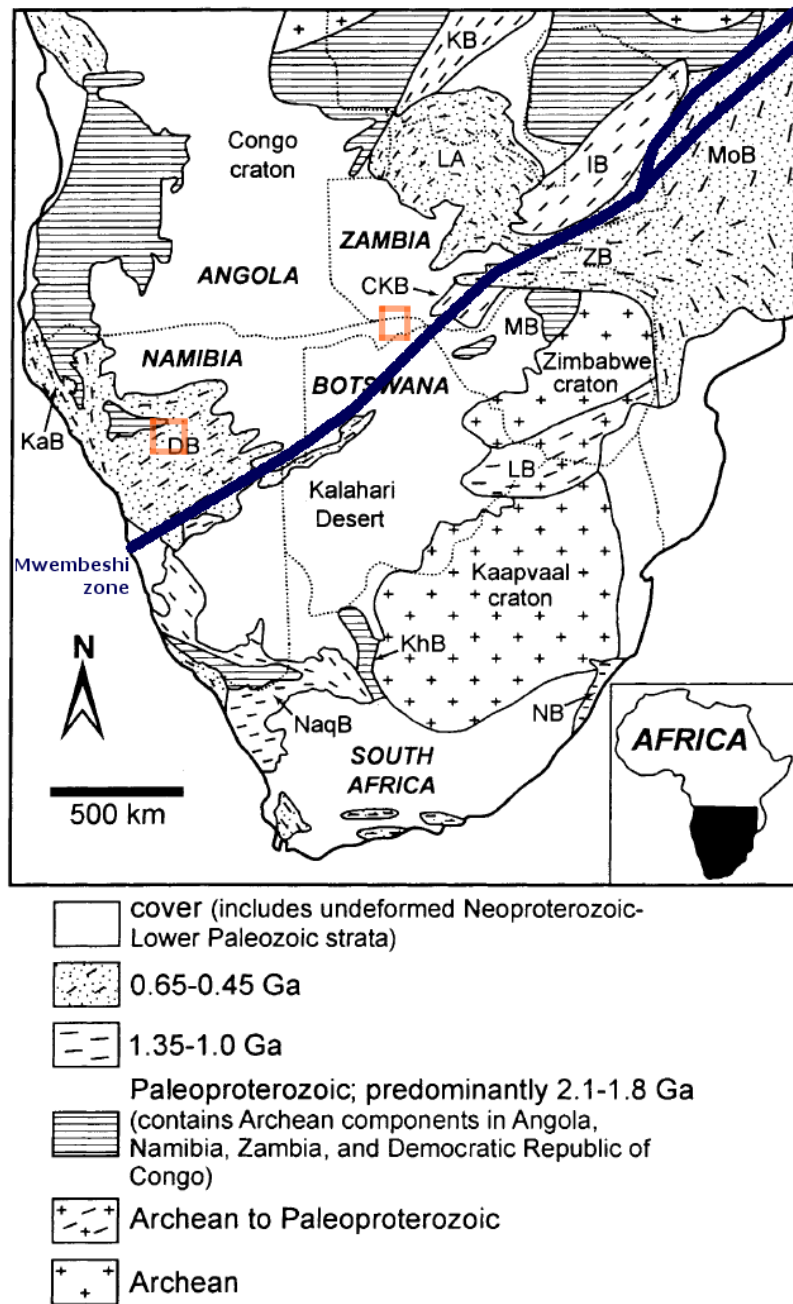 KB
Congo
craton
LA
IB
MoB
ZAMBIA
ZB
ANGOLA
CKB
MB
NAMIBIA
Zimbabwe
craton
BOTSWANA
KaB
DB
LB
Kalahari
Desert
Mwembeshi
zone
Kaapvaal
craton
N
KhB
NaqB
NB
AFRICA
SOUTH
AFRICA
500 km
cover (includes undeformed Neoproterozoic-
Lower Paleozoic strata)
0.65-0.45 Ga
1.35-1.0 Ga
Paleoproterozoic; predominantly 2.1-1.8 Ga
(contains Archean components in Angola,
Namibia, Zambia, and Democratic Republic of
Congo)
Archean to Paleoproterozoic
Archean